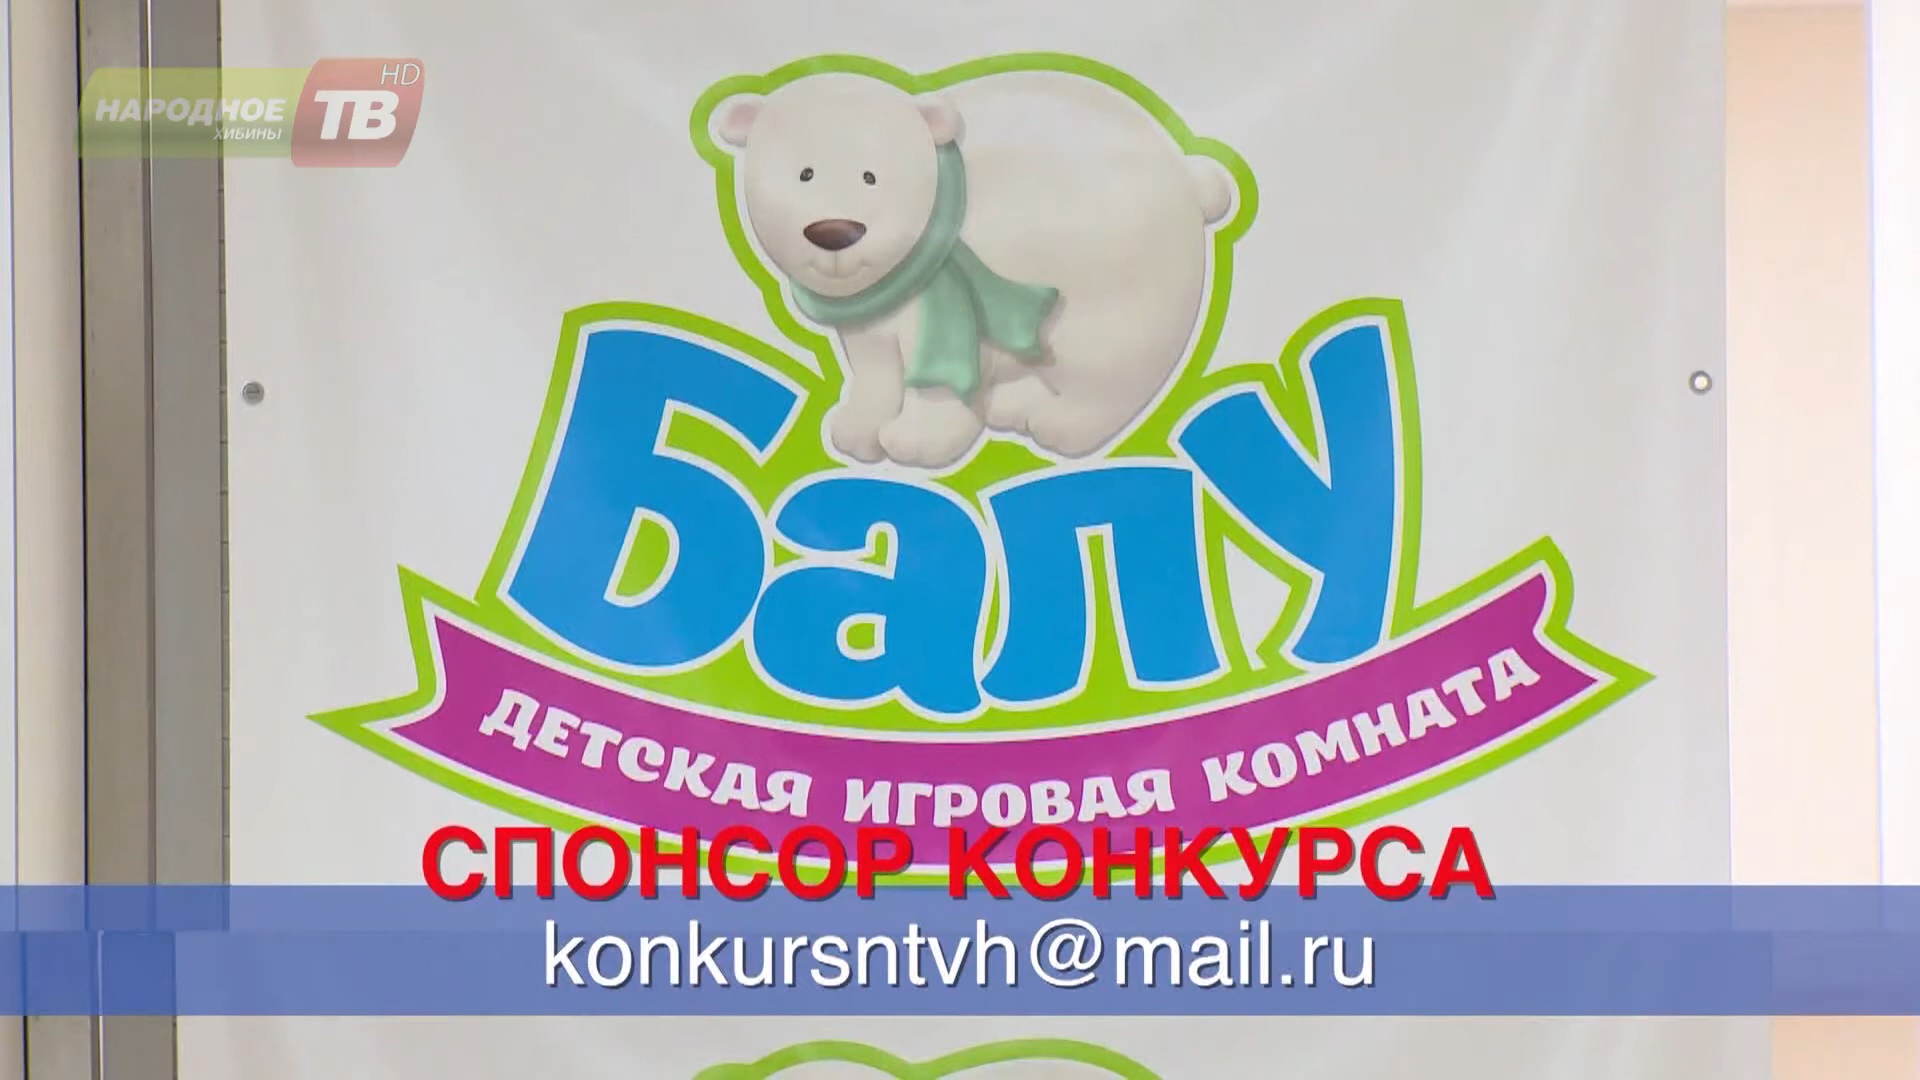 НАРОДНОЕ ТВ HD
ХИБИНЫ
Балу
ДЕТСКАЯ ИГРОВАЯ КОМНАТА
СПОНСОР КОНКУРСА
konkursntvh@mail.ru